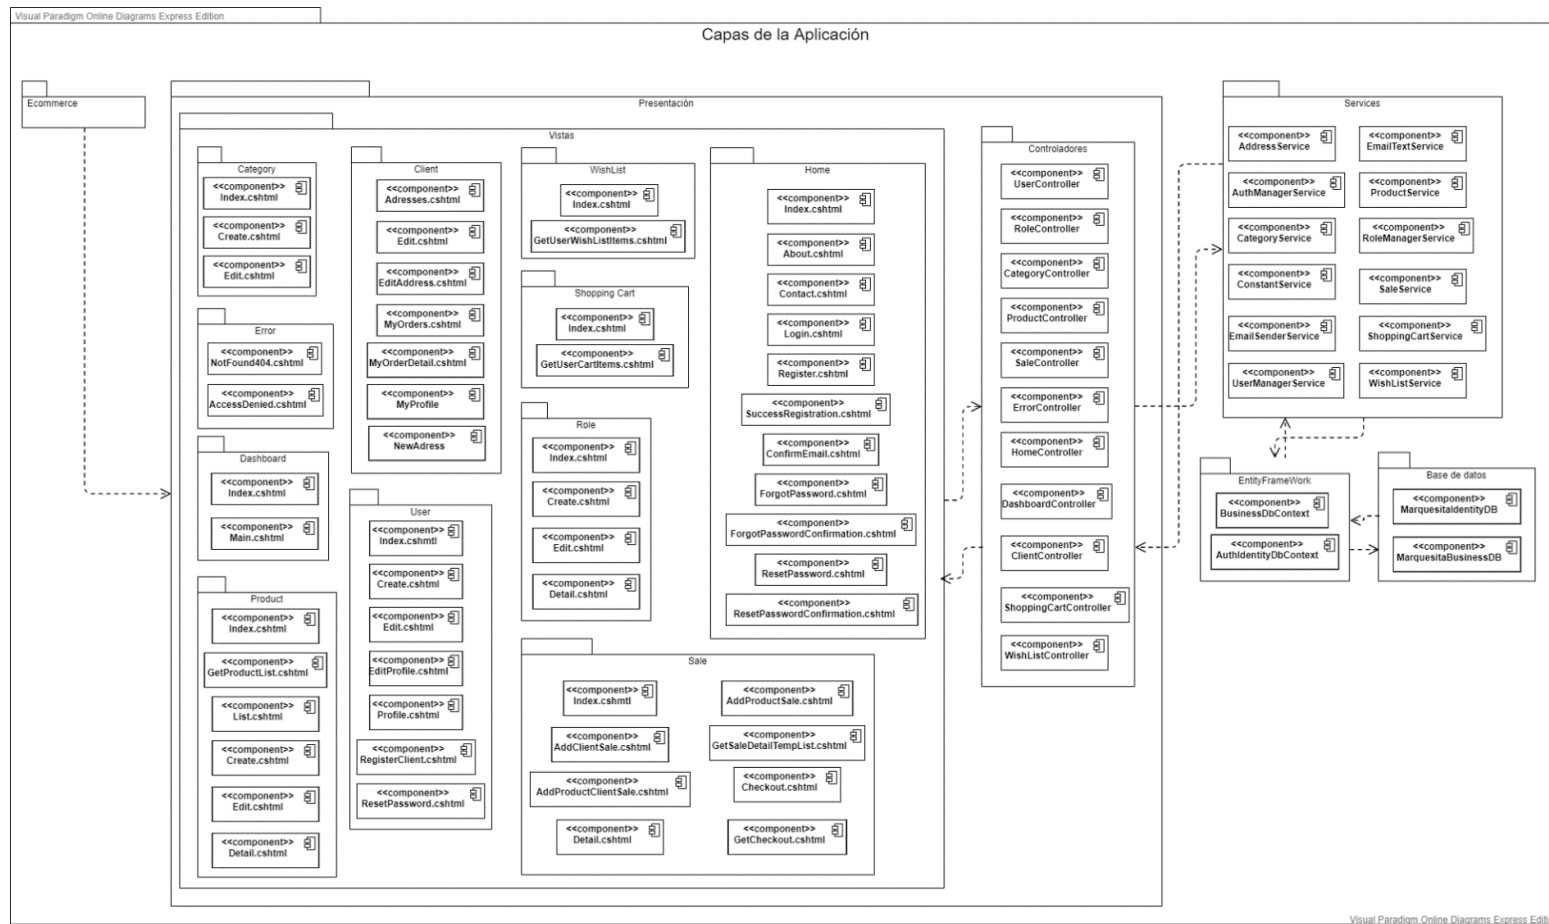 Visual Paradigm Online Diagrams Express Edition
Capas de la Aplicación
Ecommerce
Presentación
Vistas
Category
<<component>>
Index.cshtml
<<component>>
Create.cshtml
<<component>>
Edit.cshtml
Error
<<component>>
NotFound404.cshtml
<<component>>
AccessDenied.cshtml
Dashboard
<<component>>
Index.cshtml
<<component>>
Main.cshtml
Product
<<component>>
Index.cshtml
<<component>>
GetProductList.cshtml
<<component>>
List.cshtml
<<component>>
Create.cshtml
<<component>>
Edit.cshtml
<<component>>
Detail.cshtml
Client
<<component>>
Adresses.cshtml
<<component>>
Edit.cshtml
<<component>>
EditAddress.cshtml
<<component>>
MyOrders.cshtml
<<component>>
MyOrderDetail.cshtml
<<component>>
MyProfile
<<component>>
NewAdress
User
<<component>>
Index.cshmtl
<<component>>
Create.cshtml
<<component>>
Edit.cshtml
<<component>>
EditProfile.cshtml
<<component>>
Profile.cshtml
<<component>>
RegisterClient.cshtml
<<component>>
ResetPassword.cshtml
WishList
<<component>>
Index.cshtml
<<component>>
GetUserWishListItems.cshtml
Shopping Cart
<<component>>
Index.cshtml
<<component>>
GetUserCartItems.cshtml
Role
<<component>>
Index.cshtml
<<component>>
Create.cshtml
<<component>>
Edit.cshtml
<<component>>
Detail.cshtml
Home
<<component>>
Index.cshtml
<<component>>
About.cshtml
<<component>>
Contact.cshtml
<<component>>
Login.cshtml
<<component>>
Register.cshtml
<<component>>
SuccessRegistration.cshtml
<<component>>
ConfirmEmail.cshtml
<<component>>
ForgotPassword.cshtml
<<component>>
ForgotPasswordConfirmation.cshtml
<<component>>
ResetPassword.cshtml
<<component>>
ResetPasswordConfirmation.cshtml
Sale
<<component>>
Index.cshmtl
<<component>>
AddClientSale.cshtml
<<component>>
AddProductClientSale.cshtml
<<component>>
Detail.cshtml
<<component>>
AddProductSale.cshtml
<<component>>
GetSaleDetailTempList.cshtml
<<component>>
Checkout.cshtml
<<component>>
GetCheckout.cshtml
Controladores
<<component>>
UserController
<<component>>
RoleController
<<component>>
CategoryController
<<component>>
ProductController
<<component>>
SaleController
<<component>>
ErrorController
<<component>>
HomeController
<<component>>
DashboardController
<<component>>
ClientController
<<component>>
ShoppingCartController
<<component>>
WishListController
Services
<<component>>
AddressService
<<component>>
AuthManagerService
<<component>>
CategoryService
<<component>>
ConstantService
<<component>>
EmailSenderService
<<component>>
UserManagerService
<<component>>
EmailTextService
<<component>>
ProductService
<<component>>
RoleManagerService
<<component>>
SaleService
<<component>>
ShoppingCartService
<<component>>
WishListService
EntityFrameWork
<<component>>
BusinessDbContext
<<component>>
AuthIdentityDbContext
Base de datos
<<component>>
MarquesitaIdentityDB
<<component>>
MarquesitaBusinessDB
Visual Paradigm Online Diagrams Express Editi